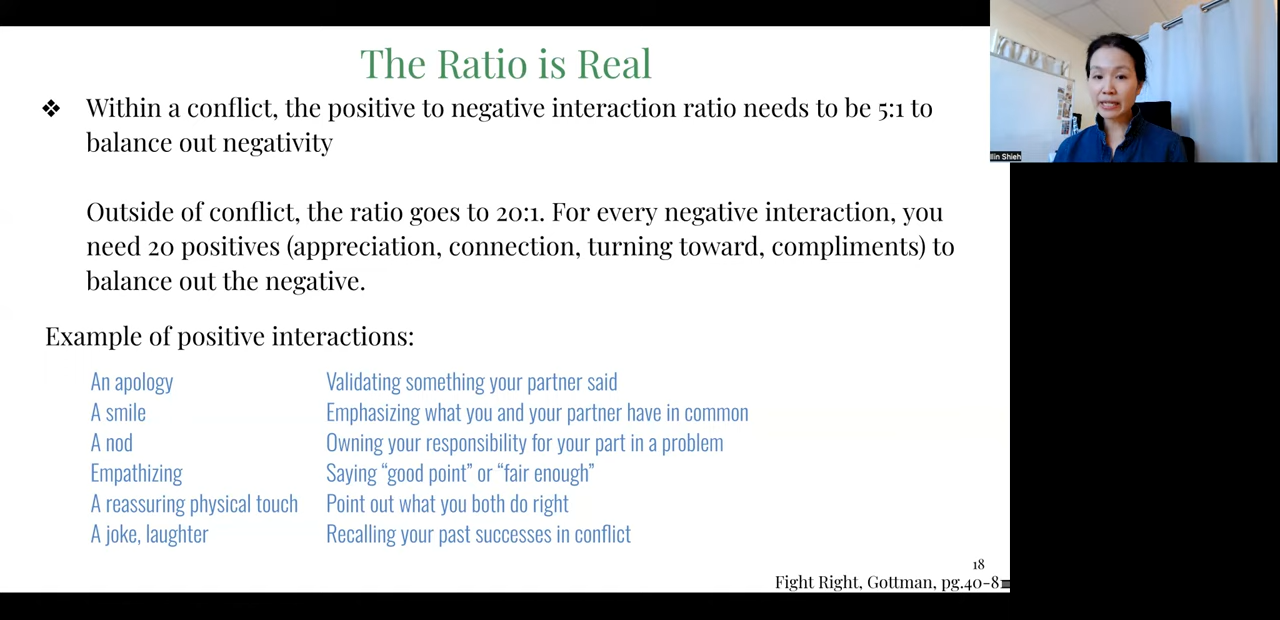 The Ratio is Real
❖ Within a conflict, the positive to negative interaction ratio needs to be 5:1 to
balance out negativity
Outside of conflict, the ratio goes to 20:1. For every negative interaction, you
need 20 positives (appreciation, connection, turning toward, compliments) to
balance out the negative.
Example of positive interactions:
An apology
A smile
A nod
Empathizing
A reassuring physical touch
A joke, laughter
Validating something your partner said
Emphasizing what you and your partner have in common
Owning your responsibility for your part in a problem
Saying “good point” or “fair enough”
Point out what you both do right
Recalling your past successes in conflict
18
Fight Right, Gottman, pg.40-8
lin Shieh